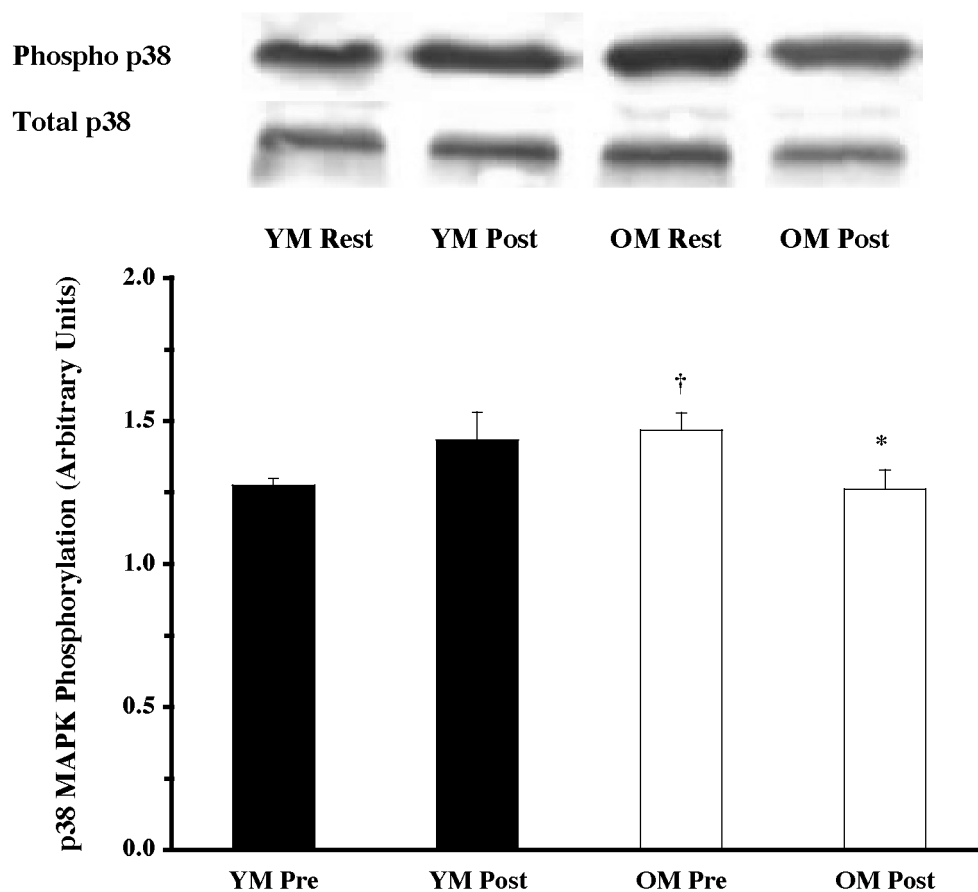 Phospho p38
Total p38
YM Rest YM Post OM Rest OM Post
p38 MAPK Phosphorylation (Arbitrary Units)
2.0
1.5
1.0
0.5
0.0
†
*
YM Pre YM Post OM Pre OM Post